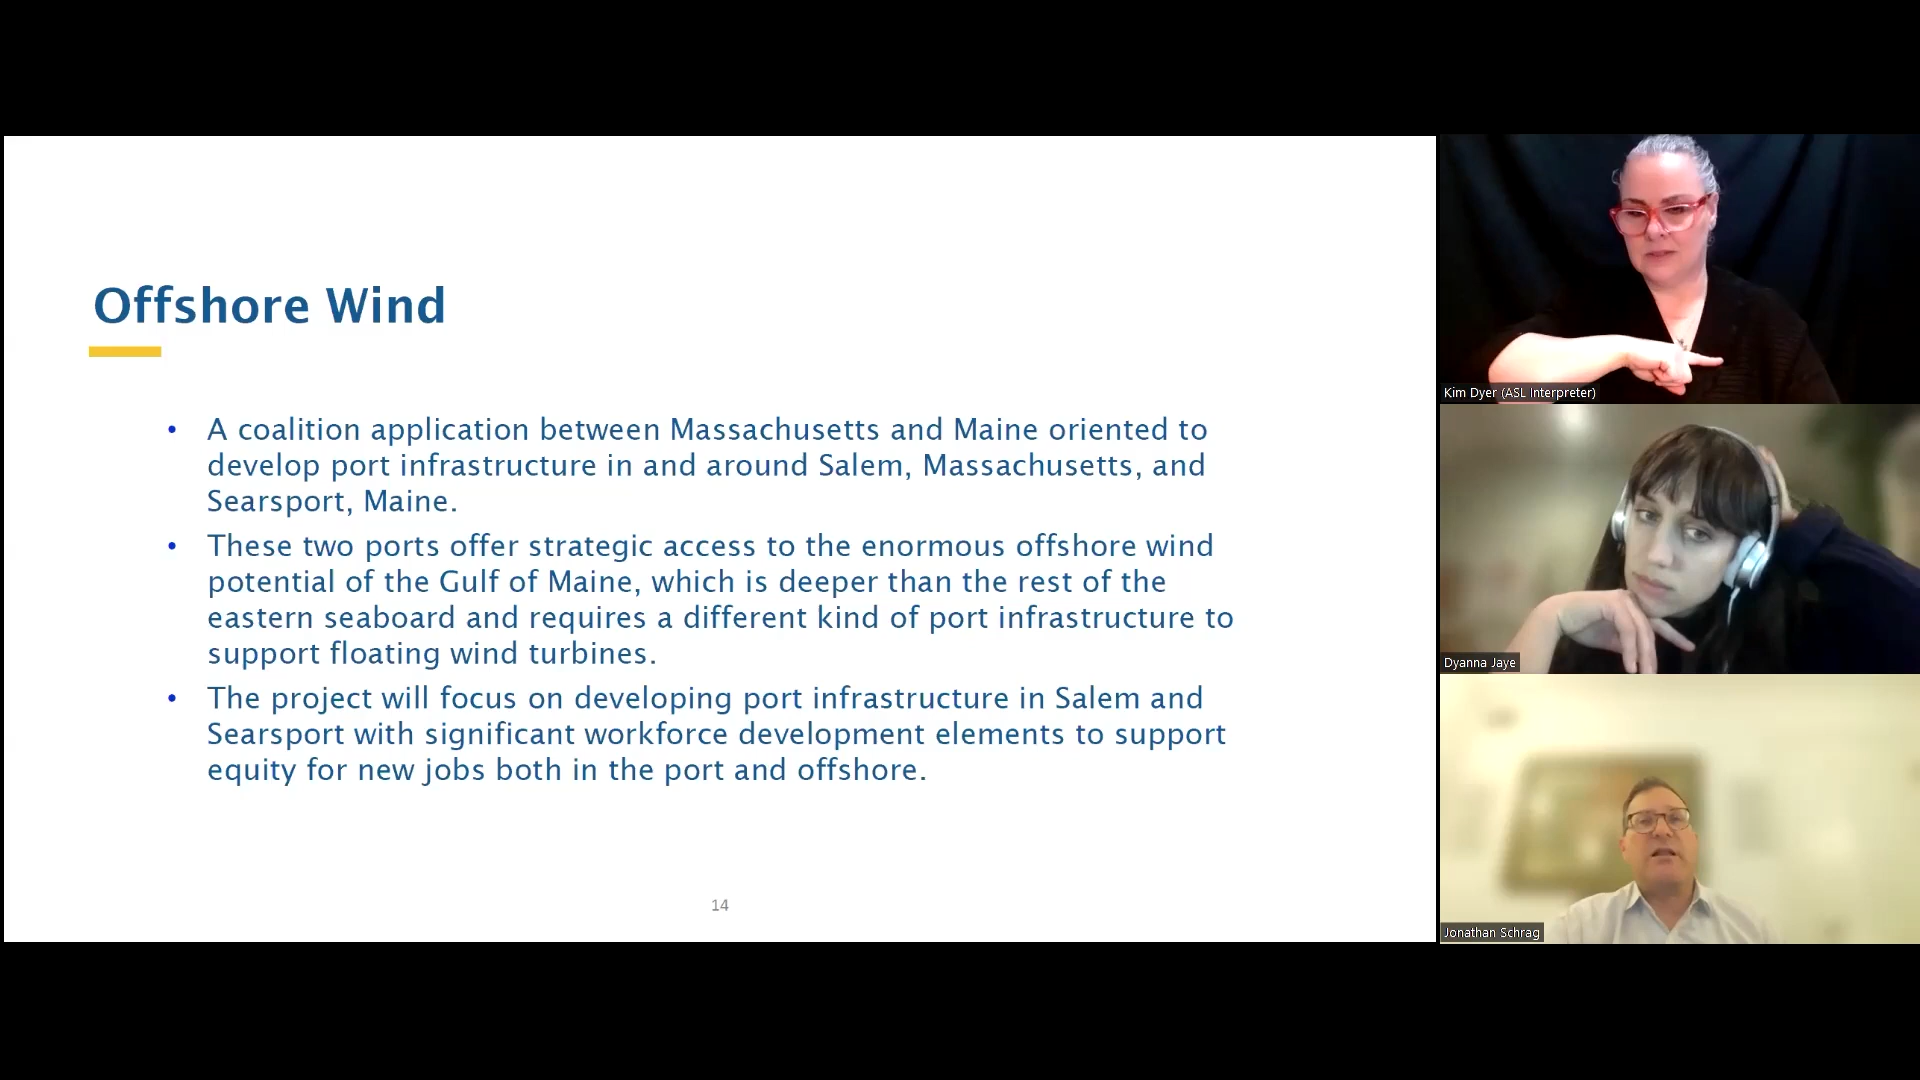 Offshore Wind
• A coalition application between Massachusetts and Maine oriented to
develop port infrastructure in and around Salem, Massachusetts, and
Searsport, Maine.
• These two ports offer strategic access to the enormous offshore wind
potential of the Gulf of Maine, which is deeper than the rest of the
eastern seaboard and requires a different kind of port infrastructure to
support floating wind turbines.
• The project will focus on developing port infrastructure in Salem and
Searsport with significant workforce development elements to support
equity for new jobs both in the port and offshore.
14
Kim Dyer (ASL Interpreter)
Dyanna Jaye
Jonathan Schrag